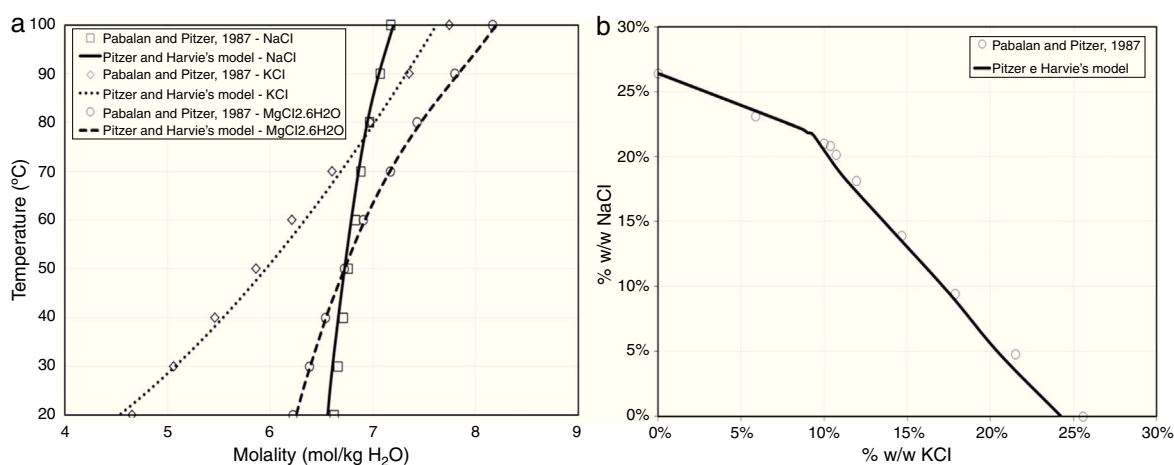 a
100
90
80
70
60
50
40
30
20
Temperature (ºC)
Pabalan and Pitzer, 1987 - NaCl
Pitzer and Harvie's model - NaCl
Pabalan and Pitzer, 1987 - KCl
Pitzer and Harvie's model - KCl
Pabalan and Pitzer, 1987 - MgCl2.6H2O
Pitzer and Harvie's model - MgCl2.6H2O
4 5 6 7 8 9
Molality (mol/kg H₂O)
b
30%
25%
20%
15%
10%
5%
0%
% w/w NaCl
Pabalan and Pitzer, 1987
Pitzer e Harvie's model
0% 5% 10% 15% 20% 25% 30%
% w/w KCl